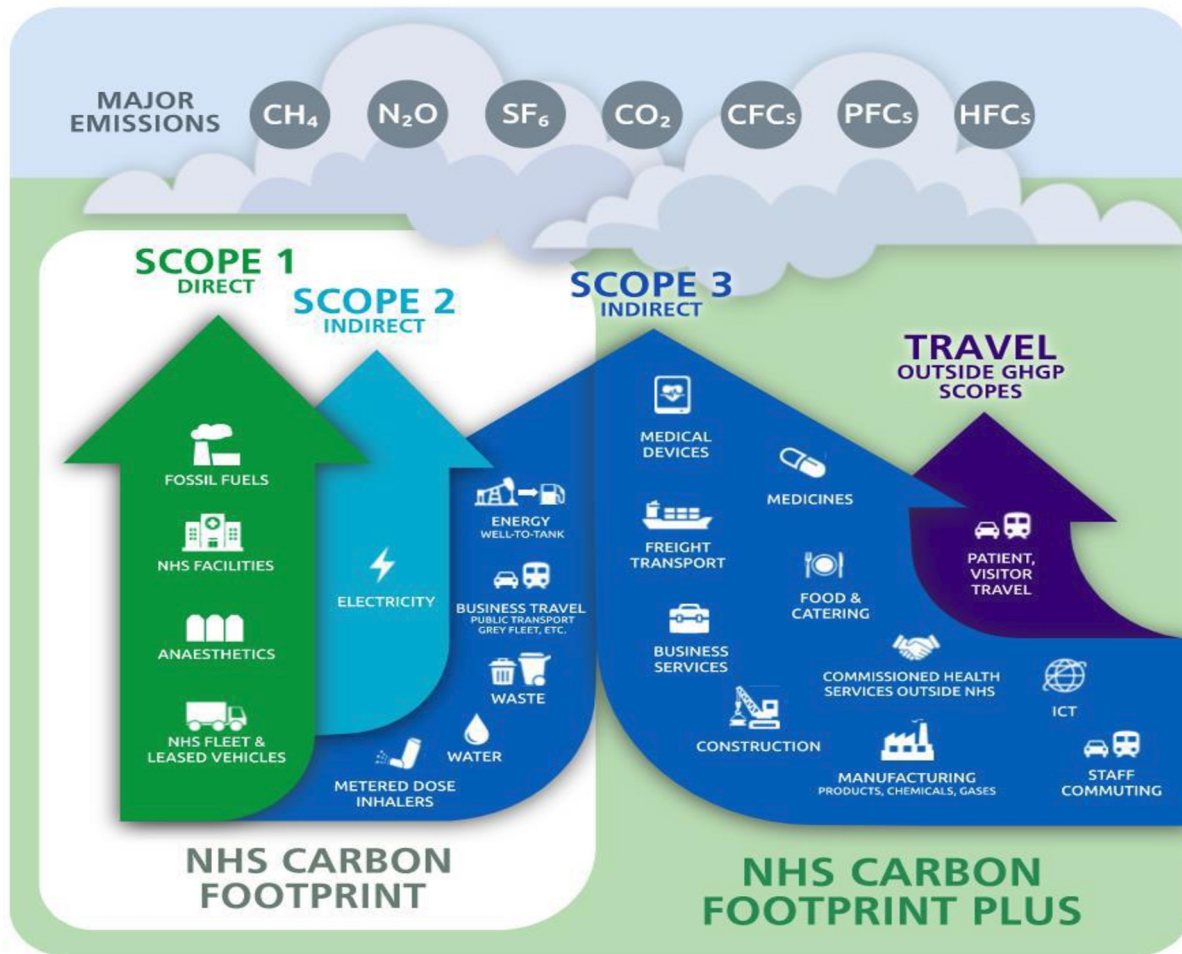 MAJOR
EMISSIONS
CH₄
N₂O
SF₆
CO₂
CFCs
PFCs
HFCs
SCOPE 1
DIRECT
FOSSIL FUELS
NHS FACILITIES
ANAESTHETICS
NHS FLEET &
LEASED VEHICLES
SCOPE 2
INDIRECT
ELECTRICITY
SCOPE 3
INDIRECT
ENERGY
WELL-TO-TANK
BUSINESS TRAVEL
PUBLIC TRANSPORT
GREY FLEET, ETC.
WASTE
WATER
METERED DOSE
INHALERS
MEDICAL
DEVICES
MEDICINES
FREIGHT
TRANSPORT
FOOD &
CATERING
BUSINESS
SERVICES
COMMISSIONED HEALTH
SERVICES OUTSIDE NHS
ICT
CONSTRUCTION
MANUFACTURING
PRODUCTS, CHEMICALS, GASES
STAFF
COMMUTING
TRAVEL
OUTSIDE GHGP
SCOPES
PATIENT,
VISITOR
TRAVEL
NHS CARBON
FOOTPRINT
NHS CARBON
FOOTPRINT PLUS